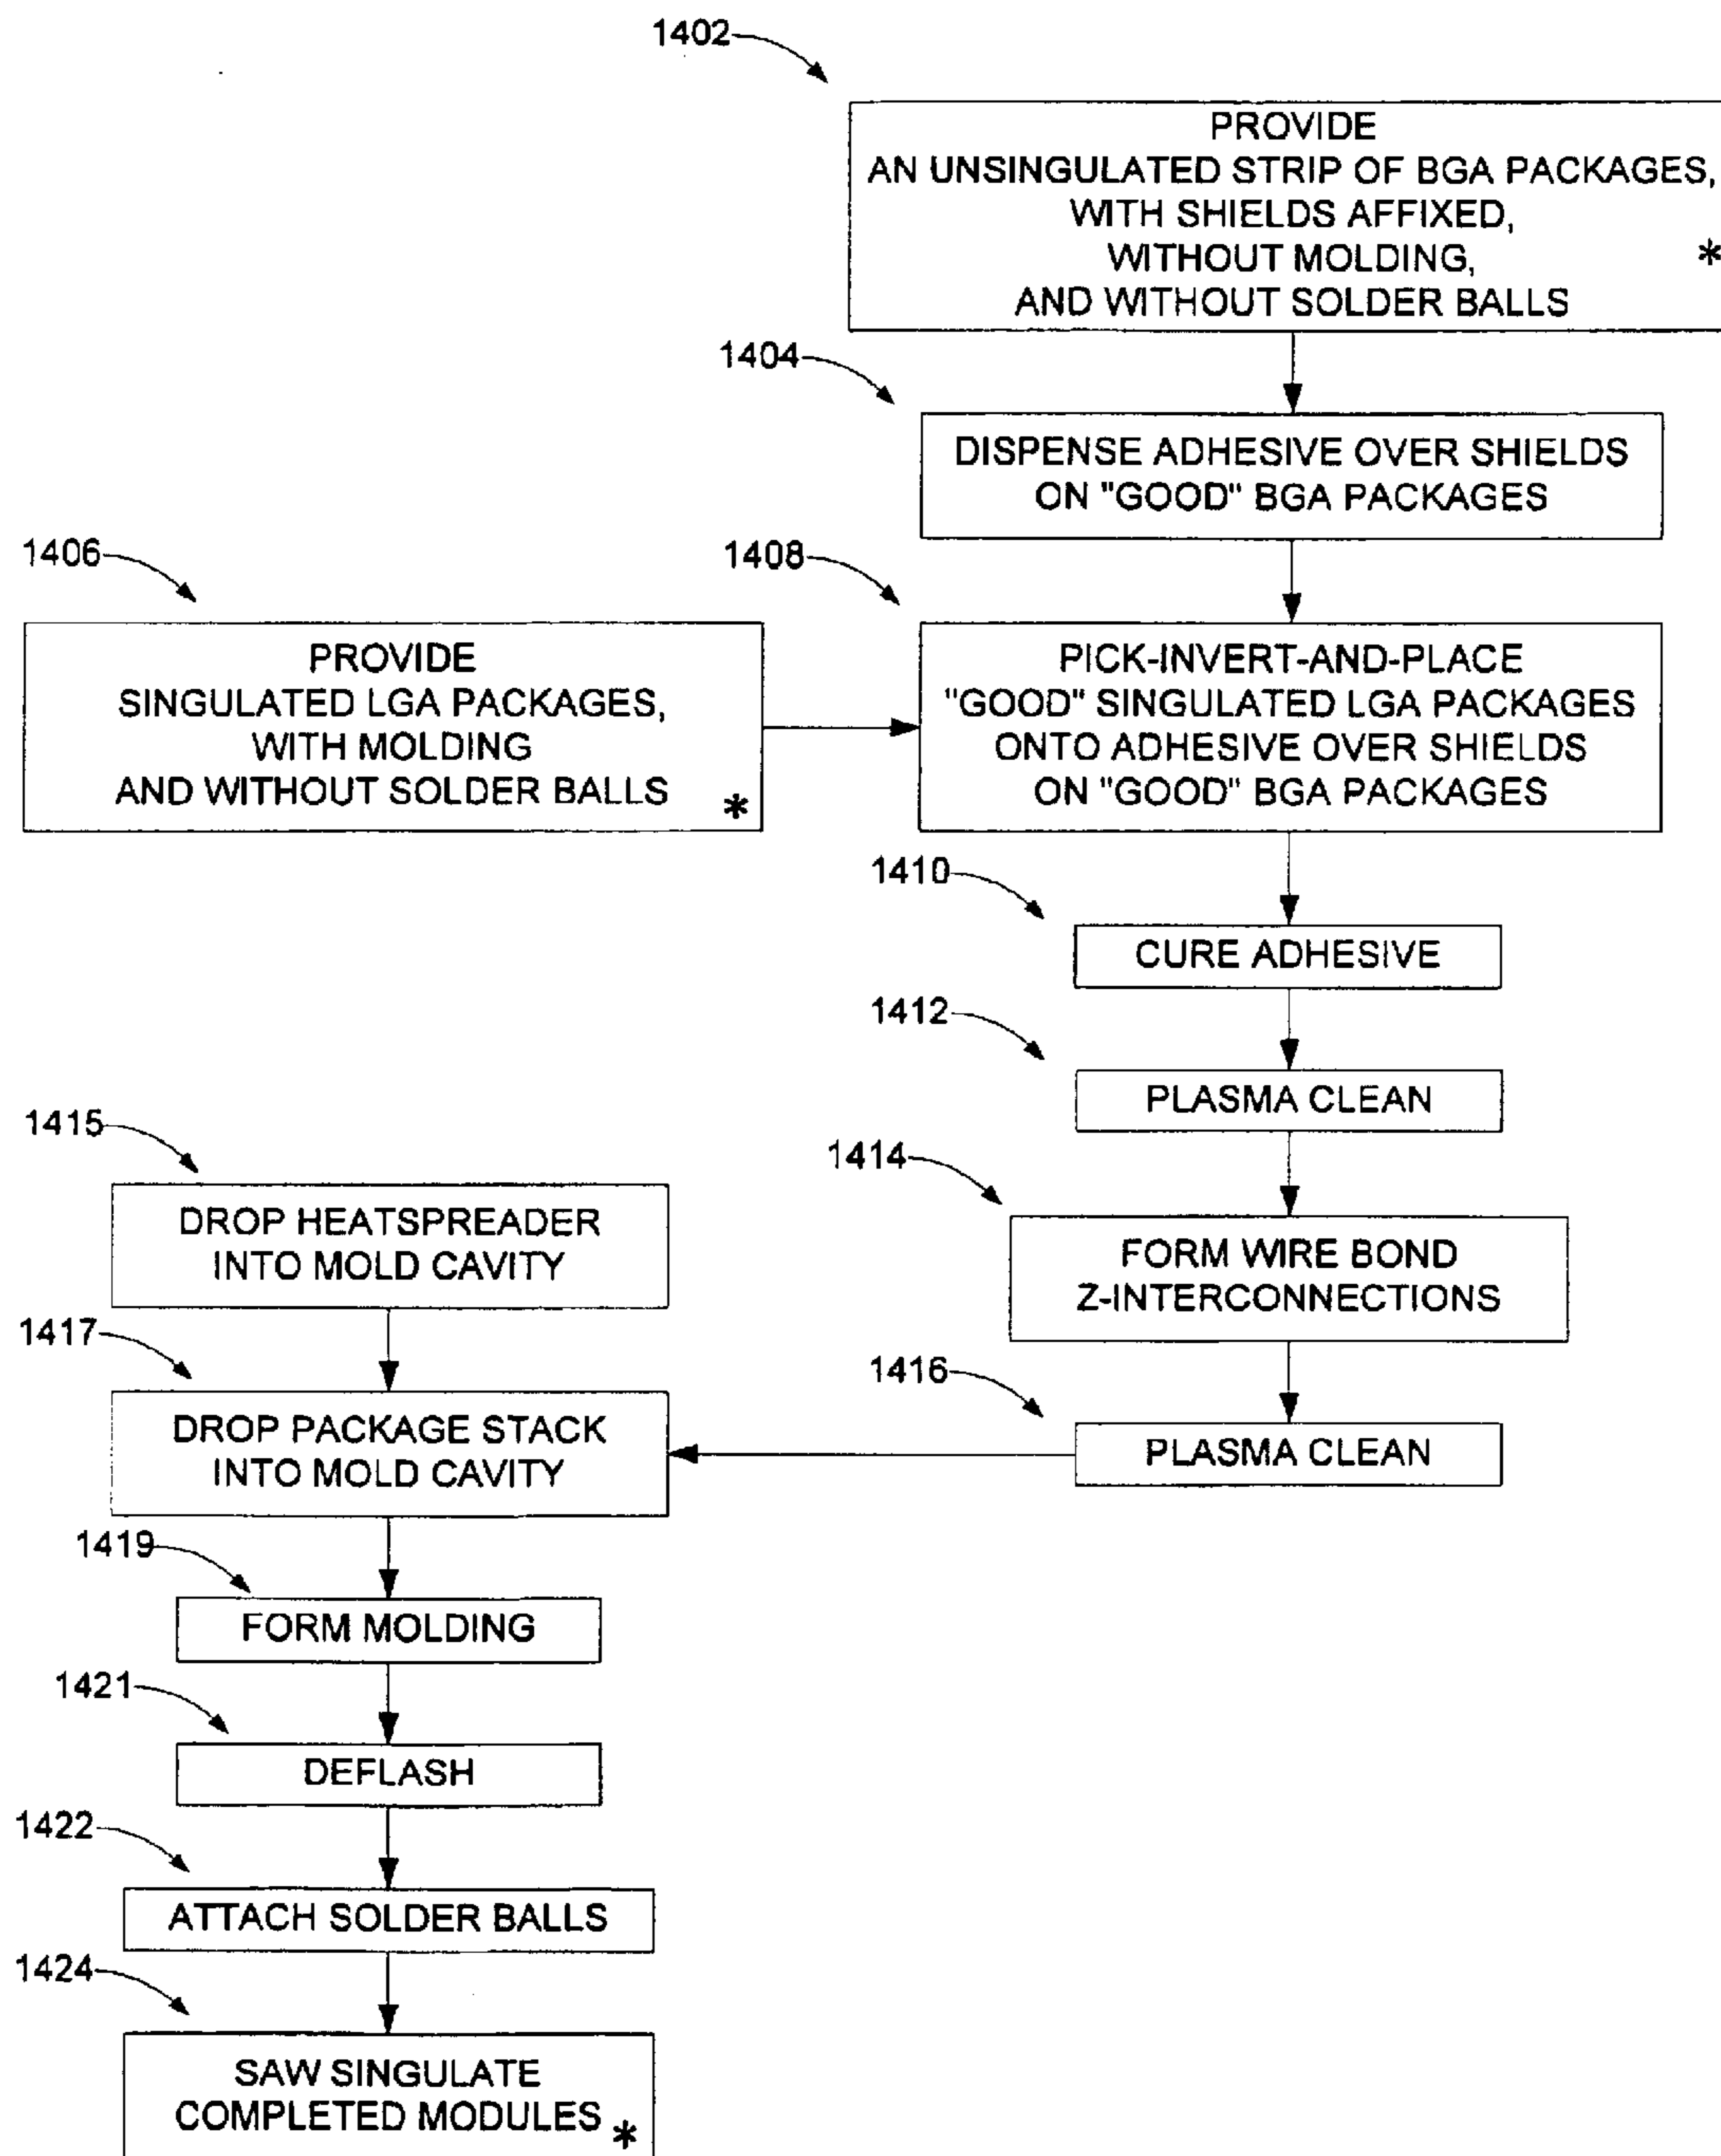 1402
PROVIDE
AN UNSINGULATED STRIP OF BGA PACKAGES,
WITH SHIELDS AFFIXED,
WITHOUT MOLDING,
AND WITHOUT SOLDER BALLS
*
1404
DISPENSE ADHESIVE OVER SHIELDS
ON "GOOD" BGA PACKAGES
1406
PROVIDE
SINGULATED LGA PACKAGES,
WITH MOLDING
AND WITHOUT SOLDER BALLS
*
1408
PICK-INVERT-AND-PLACE
"GOOD" SINGULATED LGA PACKAGES
ONTO ADHESIVE OVER SHIELDS
ON "GOOD" BGA PACKAGES
1410
CURE ADHESIVE
1412
PLASMA CLEAN
1414
FORM WIRE BOND
Z-INTERCONNECTIONS
1416
PLASMA CLEAN
1415
DROP HEATSPREADER
INTO MOLD CAVITY
1417
DROP PACKAGE STACK
INTO MOLD CAVITY
1419
FORM MOLDING
1421
DEFLASH
1422
ATTACH SOLDER BALLS
1424
SAW SINGULATE
COMPLETED MODULES
*